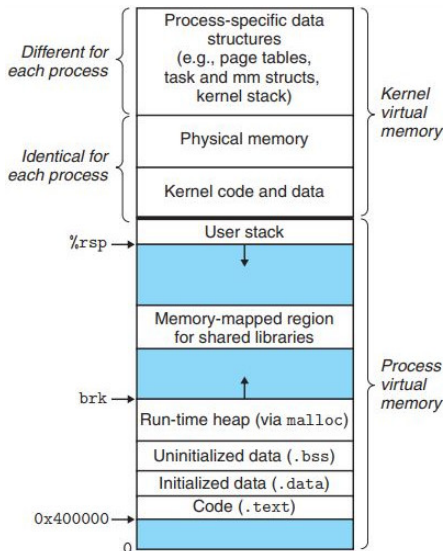 Different for
each process
Process-specific data
structures
(e.g., page tables,
task and mm structs,
kernel stack)
Identical for
each process
Physical memory
Kernel code and data
Kernel
virtual
memory
%rsp
User stack
Memory-mapped region
for shared libraries
brk
Run-time heap (via malloc)
Uninitialized data (.bss)
Initialized data (.data)
Code (.text)
0x400000
0
Process
virtual
memory